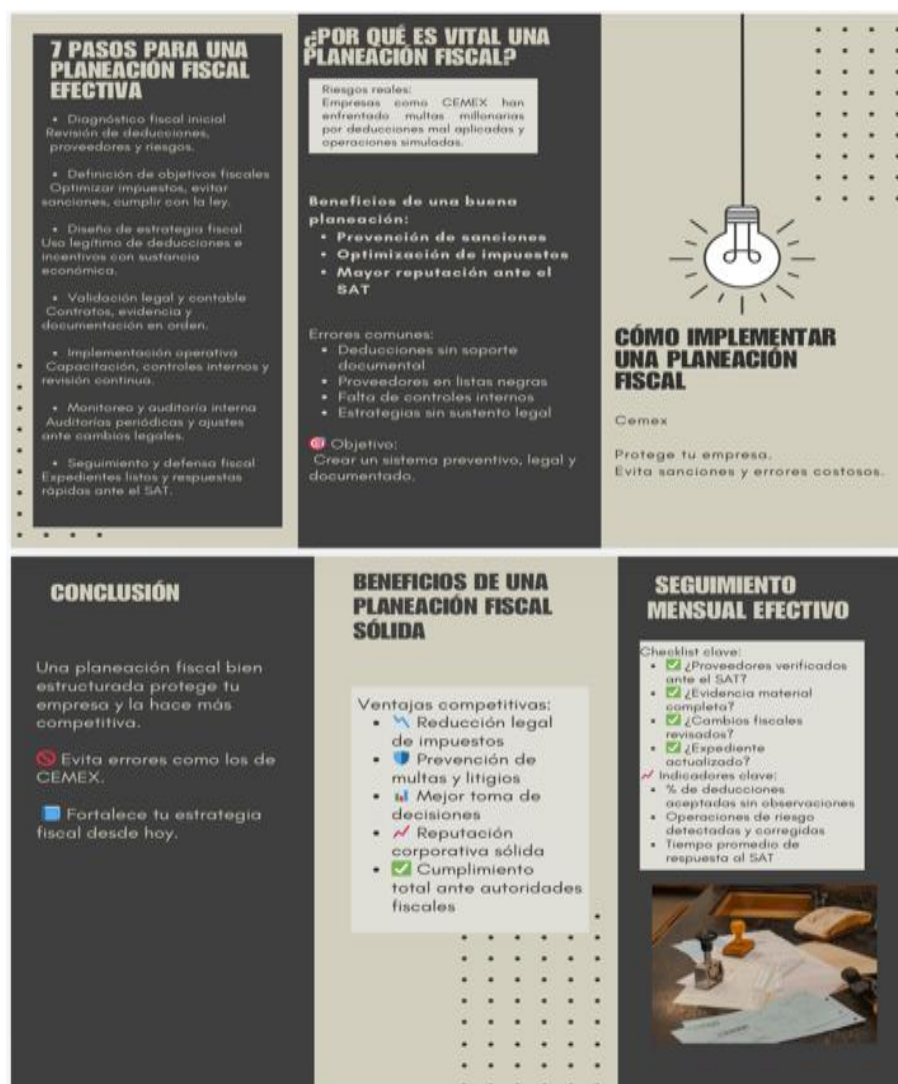 7 PASOS PARA UNA
PLANEACIÓN FISCAL
EFECTIVA
• Diagnóstico fiscal inicial
Revisión de deducciones,
proveedores y riesgos.
• Definición de objetivos fiscales
Optimizar impuestos, evitar
sanciones, cumplir con la ley.
• Diseño de estrategia fiscal
Uso legítimo de deducciones e
incentivos con sustancia
económica.
• Validación legal y contable
Contratos, evidencia y
documentación en orden.
• Implementación operativa
Capacitación, controles internos y
revisión continua.
• Monitoreo y auditoría interna
Auditorías periódicas y ajustes
ante cambios legales.
• Seguimiento y defensa fiscal
Expedientes listos y respuestas
rápidas ante el SAT.
¿POR QUÉ ES VITAL UNA
PLANEACIÓN FISCAL?
Riesgos reales:
Empresas como CEMEX han
enfrentado multas millonarias
por deducciones mal aplicadas y
operaciones simuladas.
Beneficios de una buena
planeación:
• Prevención de sanciones
• Optimización de impuestos
• Mayor reputación ante el
SAT
Errores comunes:
• Deducciones sin soporte
documental
• Proveedores en listas negras
• Falta de controles internos
• Estrategias sin sustento legal
🎯 Objetivo:
Crear un sistema preventivo, legal y
documentado.
CÓMO IMPLEMENTAR
UNA PLANEACIÓN
FISCAL
Cemex
Protege tu empresa.
Evita sanciones y errores costosos.
CONCLUSIÓN
Una planeación fiscal bien
estructurada protege tu
empresa y la hace más
competitiva.
🚫 Evita errores como los de
CEMEX.
📘 Fortalece tu estrategia
fiscal desde hoy.
BENEFICIOS DE UNA
PLANEACIÓN FISCAL
SÓLIDA
Ventajas competitivas:
• 📉 Reducción legal
de impuestos
• 🛡️ Prevención de
multas y litigios
• 📊 Mejor toma de
decisiones
• 📈 Reputación
corporativa sólida
• ✅ Cumplimiento
total ante autoridades
fiscales
SEGUIMIENTO
MENSUAL EFECTIVO
Checklist clave:
• ✅ ¿Proveedores verificados
ante el SAT?
• ✅ ¿Evidencia material
completa?
• ✅ ¿Cambios fiscales
revisados?
• ✅ ¿Expediente
actualizado?
📈 Indicadores clave:
• % de deducciones
aceptadas sin observaciones
• Operaciones de riesgo
detectadas y corregidas
• Tiempo promedio de
respuesta al SAT